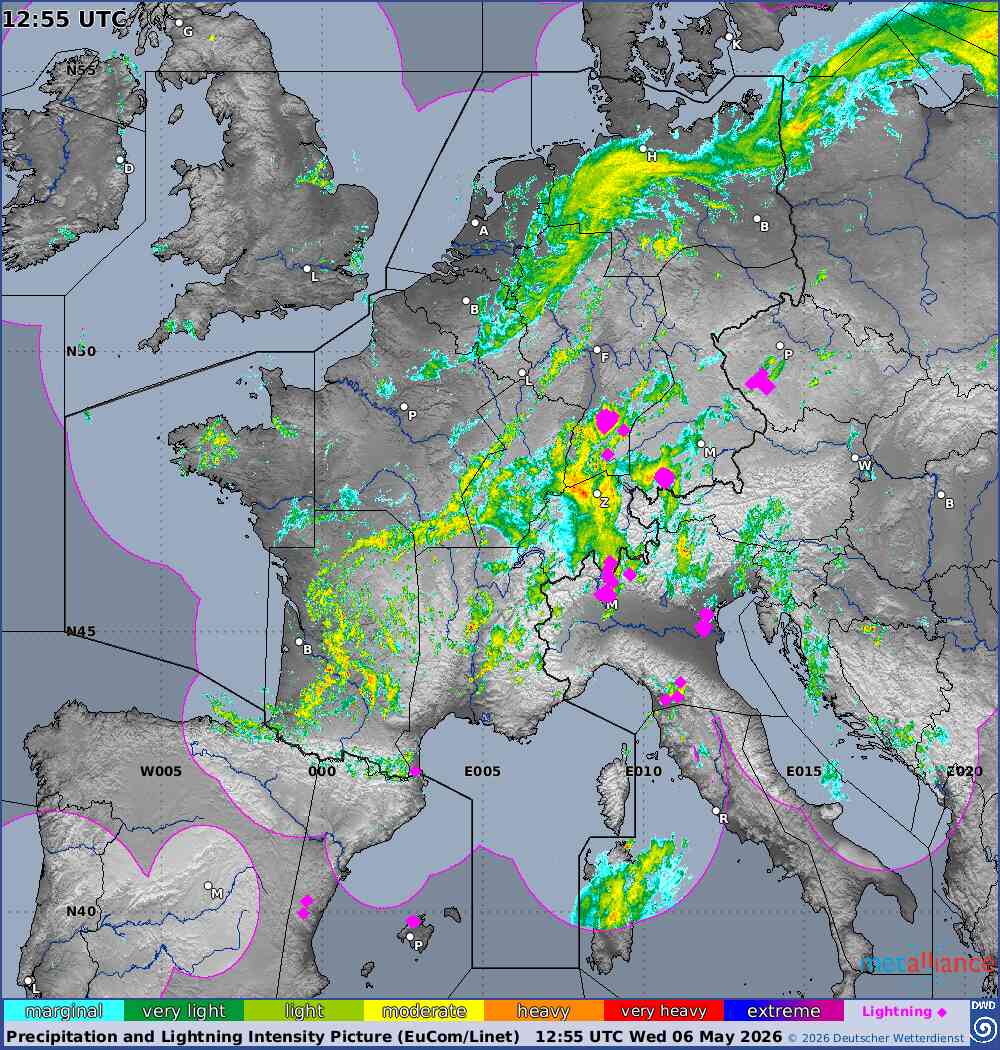 12:55 UTC
G
K
N55
H
D
A
B
L
B
N50
P
F
L
P
M
W
B
Z
M
N45
B
W005
000
E005
E010
E015
E020
R
M
N40
P
L
metalliance
marginal very light light moderate heavy very heavy extreme Lightning ◆
DWD
Precipitation and Lightning Intensity Picture (EuCom/Linet) 12:55 UTC Wed 06 May 2026 © 2026 Deutscher Wetterdienst